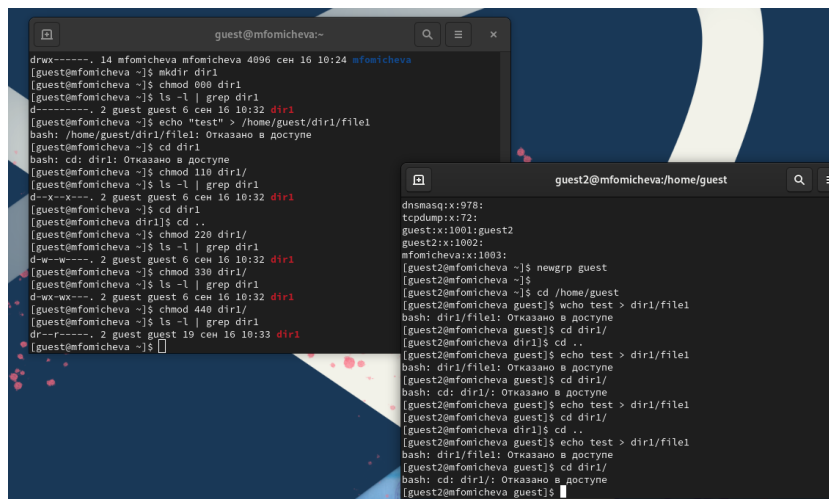 guest@mfomicheva:~
drwx------. 14 mfomicheva mfomicheva 4096 сен 16 10:24 mfomicheva
[guest@mfomicheva ~]$ mkdir dir1
[guest@mfomicheva ~]$ chmod 000 dir1
[guest@mfomicheva ~]$ ls -l | grep dir1
d---------. 2 guest guest 6 сен 16 10:32 dir1
[guest@mfomicheva ~]$ echo "test" > /home/guest/dir1/file1
bash: /home/guest/dir1/file1: Отказано в доступе
[guest@mfomicheva ~]$ cd dir1
bash: cd: dir1: Отказано в доступе
[guest@mfomicheva ~]$ chmod 110 dir1/
[guest@mfomicheva ~]$ ls -l | grep dir1
d--x--x---. 2 guest guest 6 сен 16 10:32 dir1
[guest@mfomicheva ~]$ cd dir1
[guest@mfomicheva dir1]$ cd ..
[guest@mfomicheva ~]$ chmod 220 dir1/
[guest@mfomicheva ~]$ ls -l | grep dir1
d-w--w----. 2 guest guest 6 сен 16 10:32 dir1
[guest@mfomicheva ~]$ chmod 330 dir1/
[guest@mfomicheva ~]$ ls -l | grep dir1
d-wx-wx---. 2 guest guest 6 сен 16 10:32 dir1
[guest@mfomicheva ~]$ chmod 440 dir1/
[guest@mfomicheva ~]$ ls -l | grep dir1
dr--r-----. 2 guest guest 19 сен 16 10:33 dir1
[guest@mfomicheva ~]$
guest2@mfomicheva:/home/guest
dnsmasq:x:978:
tcpdump:x:72:
guest:x:1001:guest2
guest2:x:1002:
mfomicheva:x:1003:
[guest2@mfomicheva ~]$ newgrp guest
[guest2@mfomicheva ~]$
[guest2@mfomicheva ~]$ cd /home/guest
[guest2@mfomicheva guest]$ wcho test > dir1/file1
bash: dir1/file1: Отказано в доступе
[guest2@mfomicheva guest]$ cd dir1/
[guest2@mfomicheva dir1]$ cd ..
[guest2@mfomicheva guest]$ echo test > dir1/file1
bash: dir1/file1: Отказано в доступе
[guest2@mfomicheva guest]$ cd dir1/
bash: cd: dir1/: Отказано в доступе
[guest2@mfomicheva guest]$ echo test > dir1/file1
[guest2@mfomicheva guest]$ cd dir1/
[guest2@mfomicheva dir1]$ cd ..
[guest2@mfomicheva guest]$ echo test > dir1/file1
bash: dir1/file1: Отказано в доступе
[guest2@mfomicheva guest]$ cd dir1/
bash: cd: dir1/: Отказано в доступе
[guest2@mfomicheva guest]$